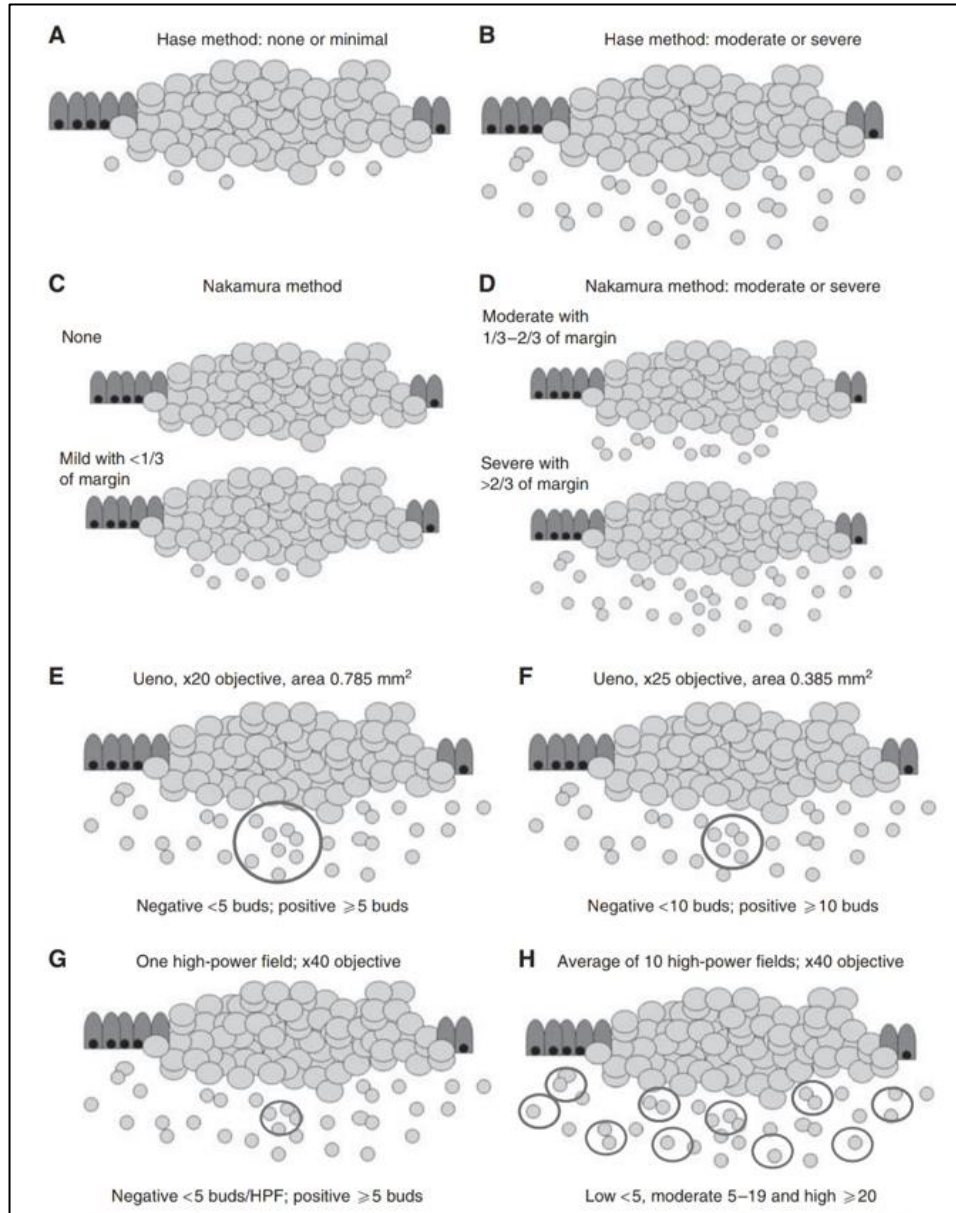 A Hase method: none or minimal
B Hase method: moderate or severe
C Nakamura method
None
Mild with <1/3
of margin
D Nakamura method: moderate or severe
Moderate with
1/3–2/3 of margin
Severe with
>2/3 of margin
E Ueno, x20 objective, area 0.785 mm²
Negative <5 buds; positive ⩾5 buds
F Ueno, x25 objective, area 0.385 mm²
Negative <10 buds; positive ⩾10 buds
G One high-power field; x40 objective
Negative <5 buds/HPF; positive ⩾5 buds
H Average of 10 high-power fields; x40 objective
Low <5, moderate 5–19 and high ⩾20